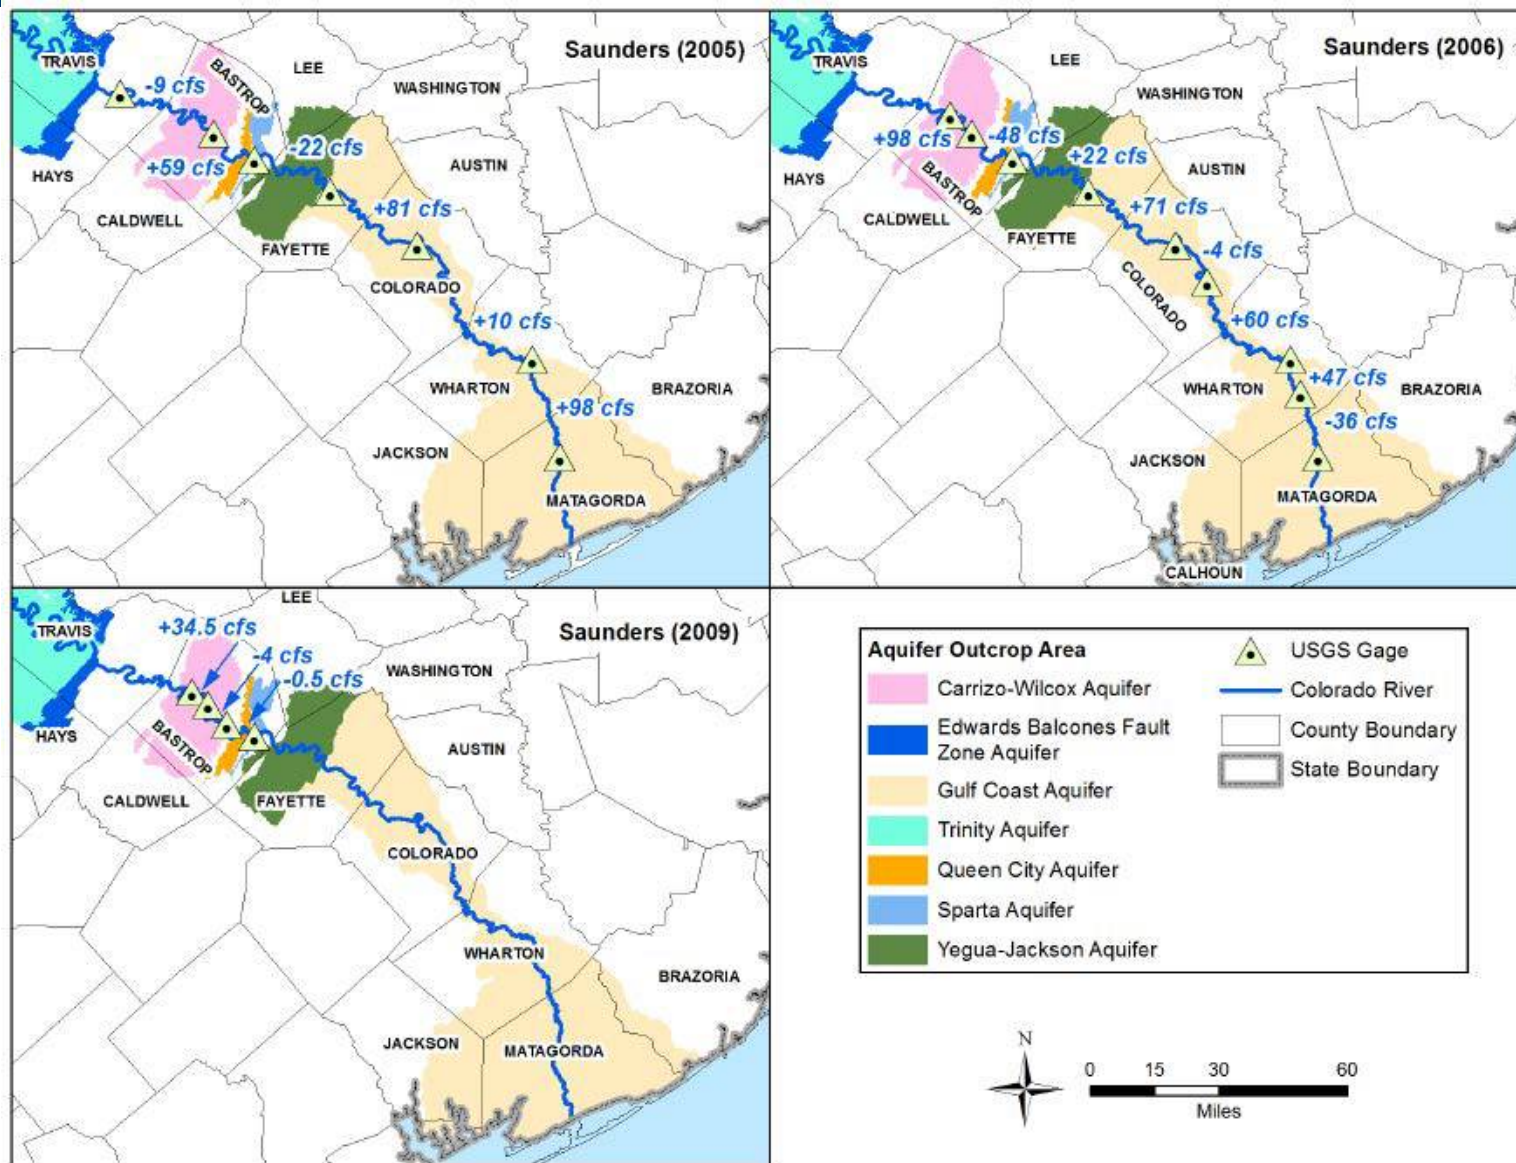 Saunders (2005)
TRAVIS
-9 cfs
BASTROP
LEE
WASHINGTON
+59 cfs
-22 cfs
HAYS
AUSTIN
CALDWELL
+81 cfs
FAYETTE
COLORADO
+10 cfs
WHARTON
BRAZORIA
+98 cfs
JACKSON
MATAGORDA
Saunders (2006)
TRAVIS
LEE
WASHINGTON
+98 cfs
-48 cfs
+22 cfs
HAYS
BASTROP
AUSTIN
CALDWELL
+71 cfs
FAYETTE
-4 cfs
COLORADO
+60 cfs
WHARTON
+47 cfs
BRAZORIA
-36 cfs
JACKSON
MATAGORDA
CALHOUN
LEE
Saunders (2009)
TRAVIS
+34.5 cfs
-4 cfs
-0.5 cfs
WASHINGTON
HAYS
BASTROP
AUSTIN
CALDWELL
FAYETTE
COLORADO
WHARTON
BRAZORIA
JACKSON
MATAGORDA
Aquifer Outcrop Area
Carrizo-Wilcox Aquifer
Edwards Balcones Fault
Zone Aquifer
Gulf Coast Aquifer
Trinity Aquifer
Queen City Aquifer
Sparta Aquifer
Yegua-Jackson Aquifer
USGS Gage
Colorado River
County Boundary
State Boundary
N
0 15 30 60
Miles